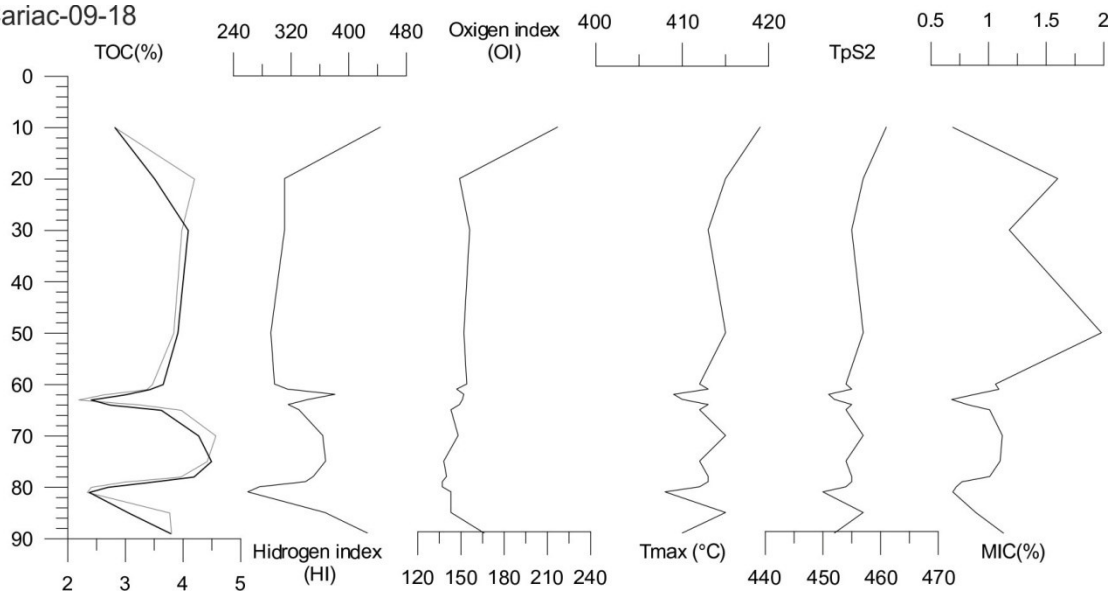 ariac-09-18
TOC(%)
240 320 400 480
Oxigen index
(OI)
400 410 420
TpS2
0.5 1 1.5 2
0
10
20
30
40
50
60
70
80
90
2 3 4 5
Hidrogen index
(HI)
120 150 180 210 240
Tmax (°C)
440 450 460 470
MIC(%)